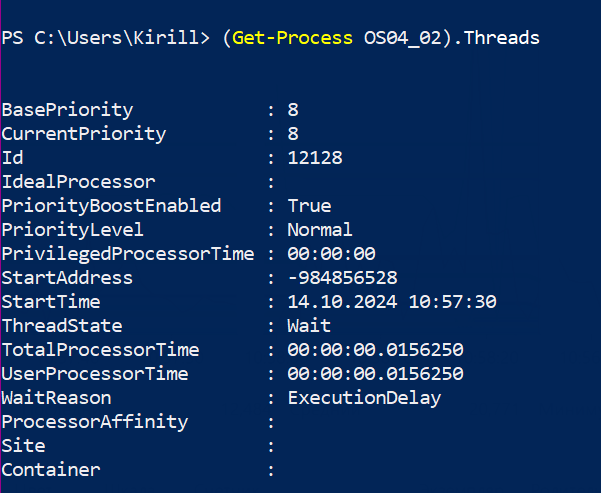 PS C:\Users\Kirill> (Get-Process OS04_02).Threads
BasePriority : 8
CurrentPriority : 8
Id : 12128
IdealProcessor :
PriorityBoostEnabled : True
PriorityLevel : Normal
PrivilegedProcessorTime : 00:00:00
StartAddress : -984856528
StartTime : 14.10.2024 10:57:30
ThreadState : Wait
TotalProcessorTime : 00:00:00.0156250
UserProcessorTime : 00:00:00.0156250
WaitReason : ExecutionDelay
ProcessorAffinity :
Site :
Container :